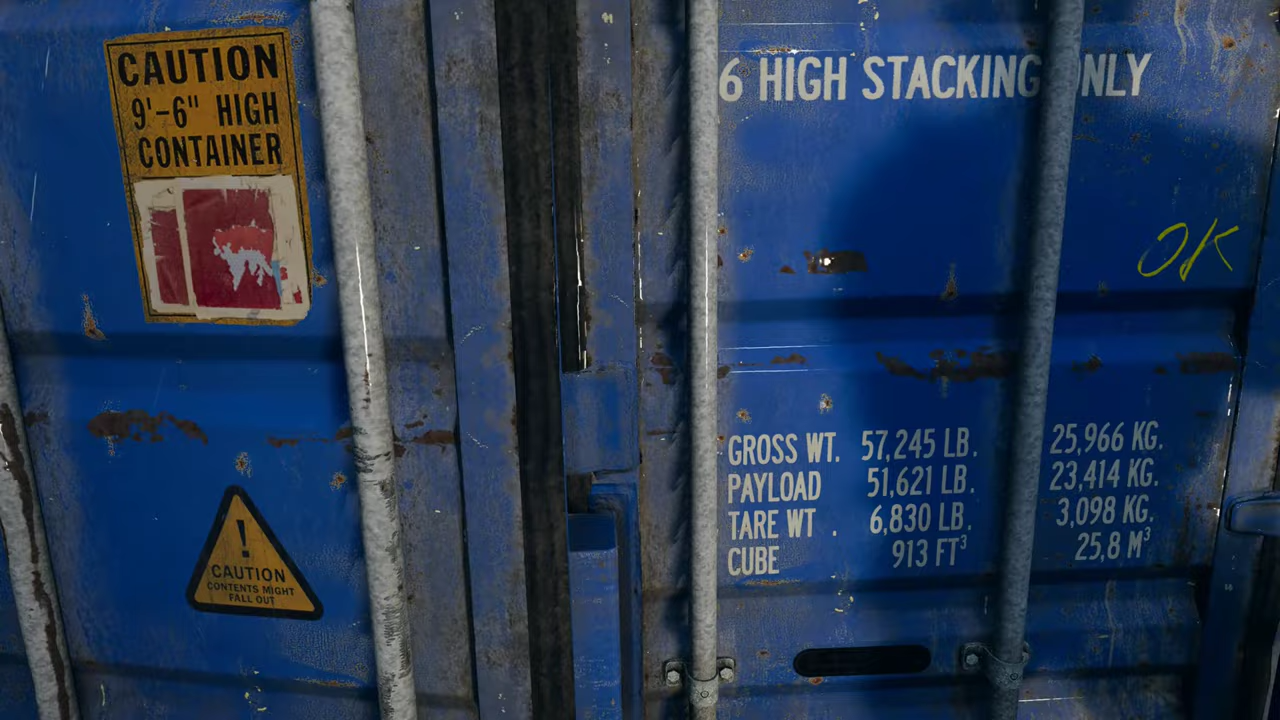 CAUTION
9'-6" HIGH
CONTAINER
CAUTION
CONTENTS MIGHT
FALL OUT
6 HIGH STACKING NLY
OK
GROSS WT. 57,245 LB. 25,966 KG.
PAYLOAD 51,621 LB. 23,414 KG.
TARE WT . 6,830 LB. 3,098 KG.
CUBE 913 FT³ 25,8 M³